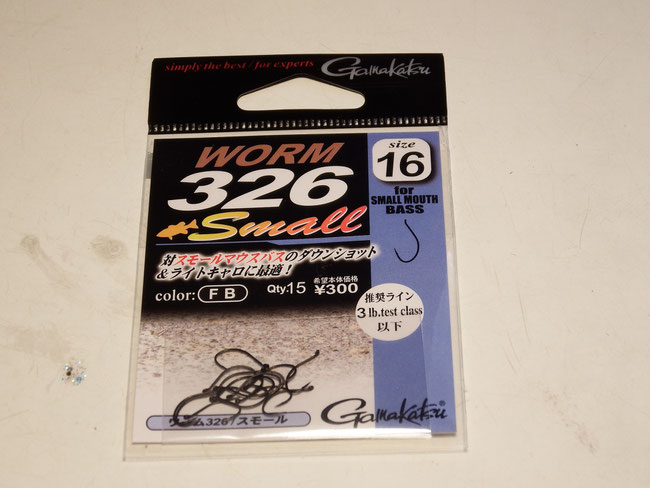 simply the best / for experts
Gamakatsu
WORM
326
Small
size
16
for
SMALL MOUTH
BASS
対スモールマウスバスのダウンショット
&ライトキャロに最適!
color: FB
Qty.15
希望本体価格
¥300
推奨ライン
3 lb.test class
以下
ワーム326/スモール
Gamakatsu®